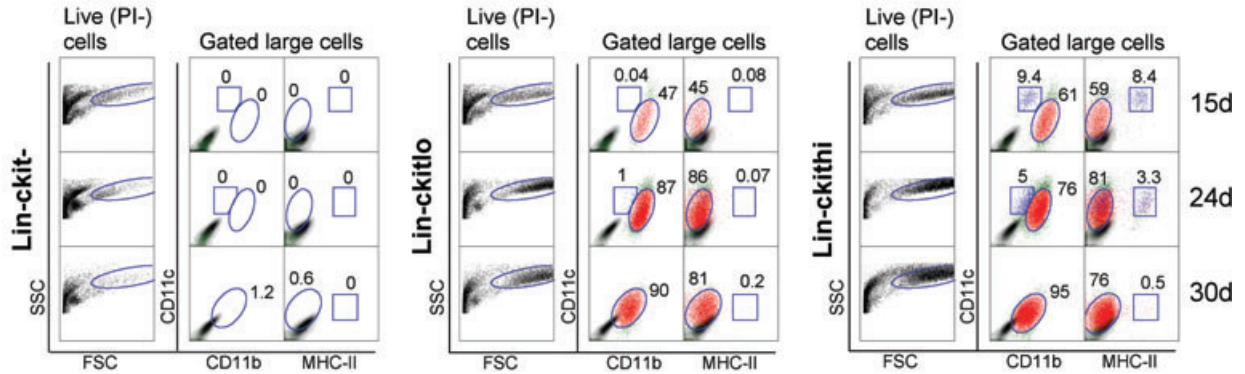 Live (PI-)
cells
Gated large cells
Lin-ckit-
SSC
CD11c
0
0
0
0
0
0
0
0
1.2
0.6
0
FSC
CD11b
MHC-II
Live (PI-)
cells
Gated large cells
Lin-ckitlo
SSC
CD11c
0.04
47
45
0.08
1
87
86
0.07
90
81
0.2
FSC
CD11b
MHC-II
Live (PI-)
cells
Gated large cells
Lin-ckithi
SSC
CD11c
9.4
61
59
8.4
15d
5
76
81
3.3
24d
95
76
0.5
30d
FSC
CD11b
MHC-II